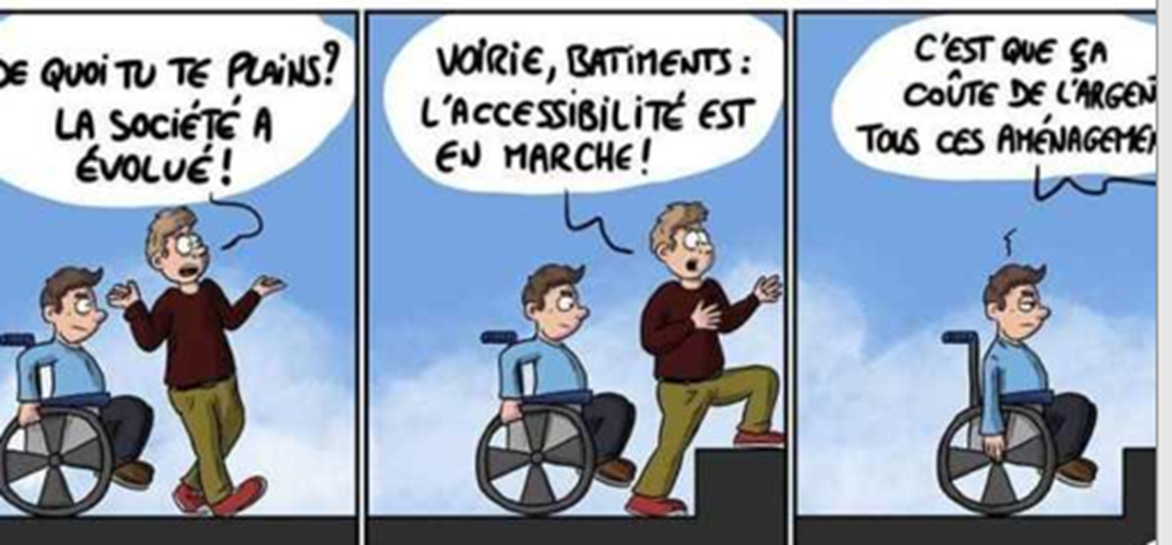 DE QUOI TU TE PLAINS?
LA SOCIÉTÉ A
ÉVOLUÉ!
VOIRIE, BATIMENTS:
L'ACCESSIBILITÉ EST
EN MARCHE!
C'EST QUE ÇA
COÛTE DE L'ARGEN
TOUS CES AMÉNAGEME